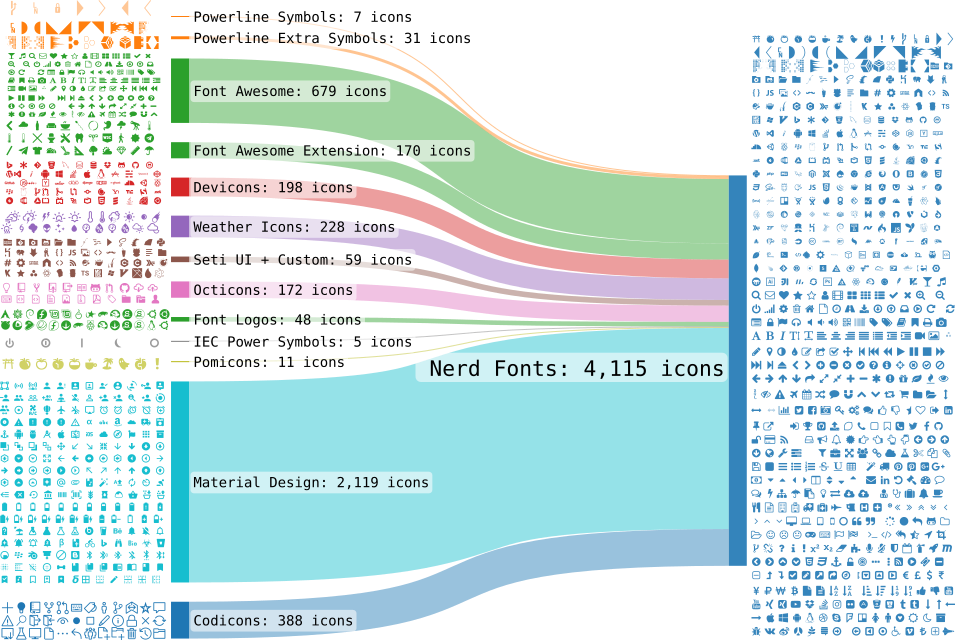 Powerline Symbols: 7 icons
Powerline Extra Symbols: 31 icons
Font Awesome: 679 icons
Font Awesome Extension: 170 icons
Devicons: 198 icons
Weather Icons: 228 icons
Seti UI + Custom: 59 icons
Octicons: 172 icons
Font Logos: 48 icons
IEC Power Symbols: 5 icons
Pomicons: 11 icons
Nerd Fonts: 4,115 icons
Material Design: 2,119 icons
Codicons: 388 icons